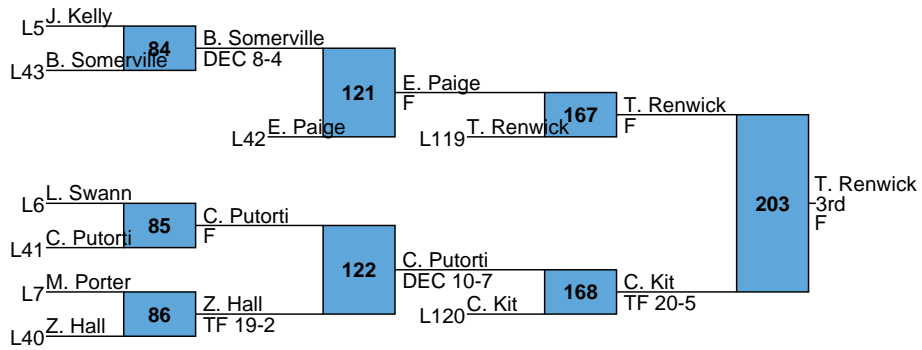 L5 J. Kelly
84
L43 B. Somerville
B. Somerville
DEC 8-4
121
L42 E. Paige
E. Paige
F
167
L119 T. Renwick
T. Renwick
F
L6 L. Swann
85
L41 C. Putorti
C. Putorti
F
122
L7 M. Porter
86
L40 Z. Hall
Z. Hall
TF 19-2
C. Putorti
DEC 10-7
168
L120 C. Kit
C. Kit
TF 20-5
203
T. Renwick
3rd
F